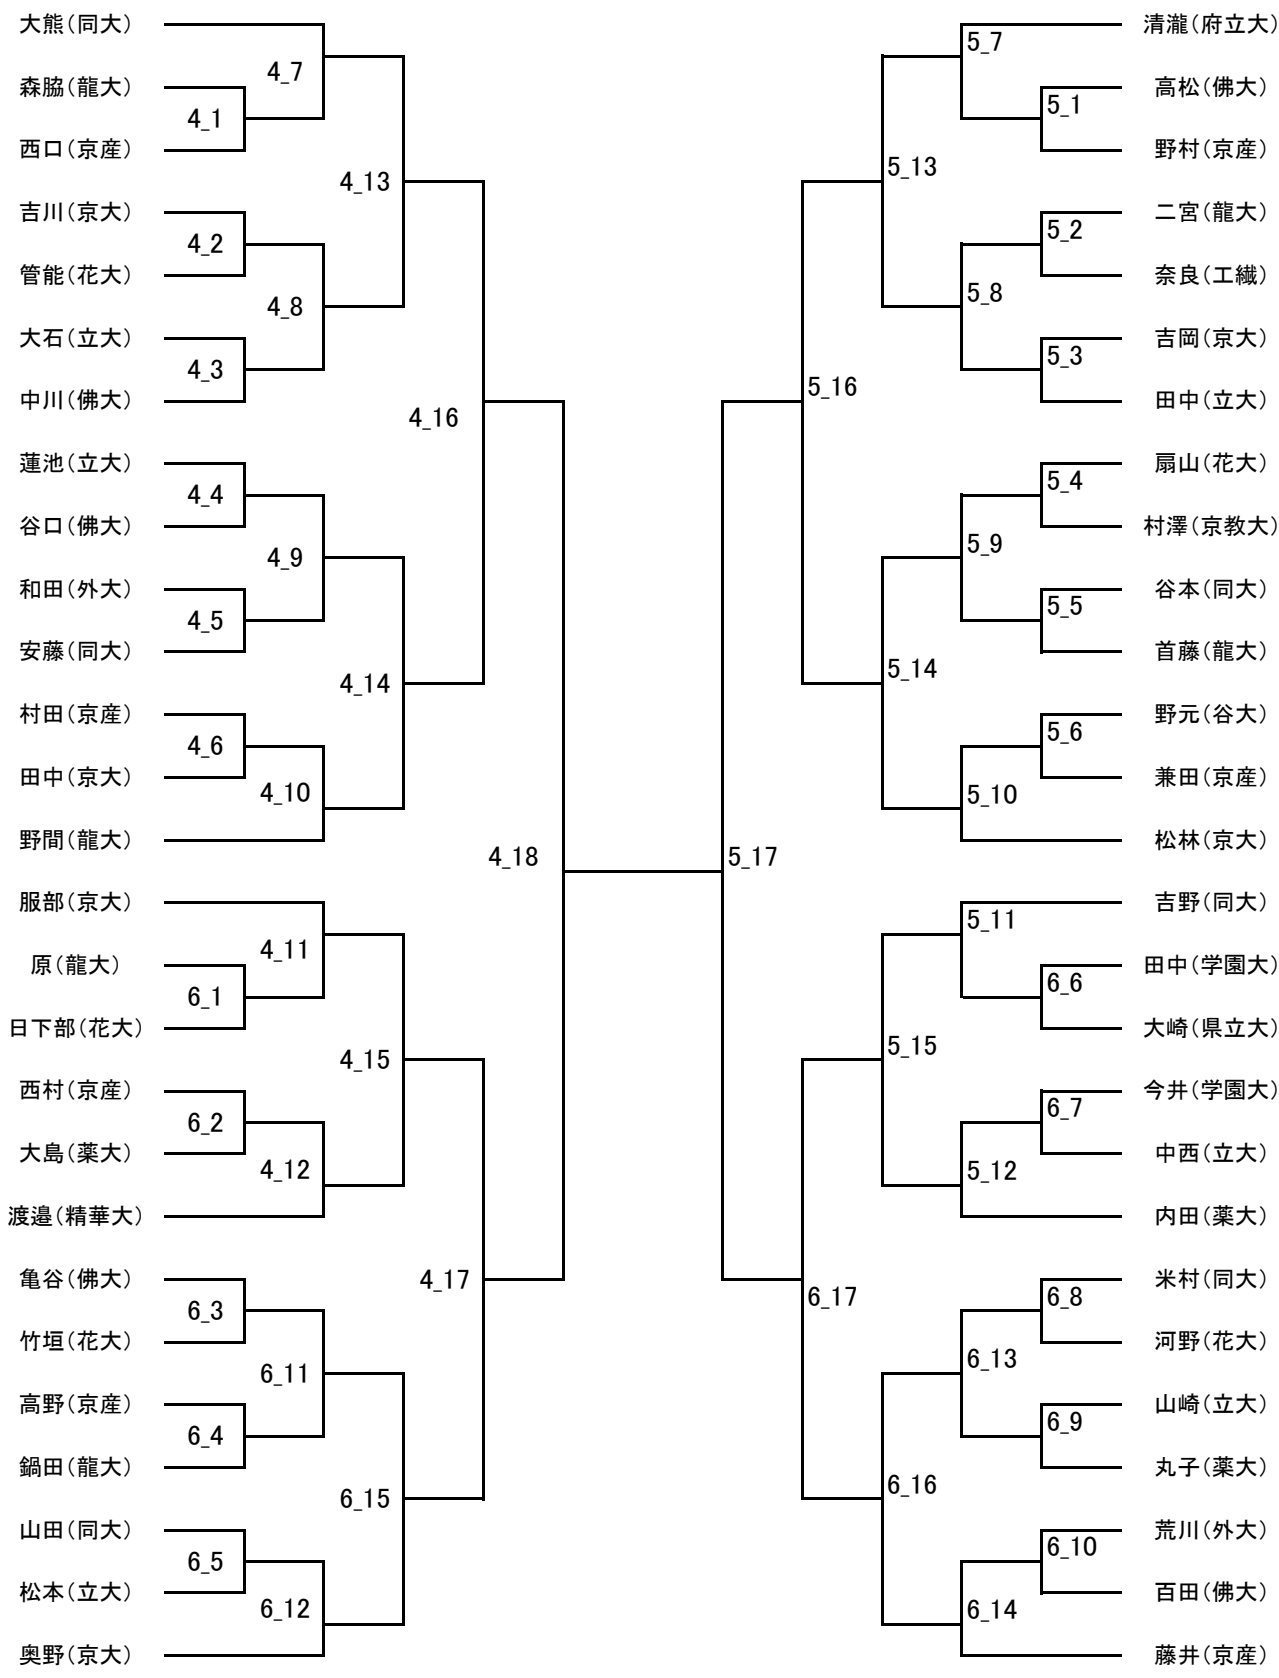 大熊（同大）
4_7
森脇（龍大）
4_1
西口（京産）
4_13
吉川（京大）
4_2
管能（花大）
4_8
大石（立大）
4_3
中川（佛大）
4_16
蓮池（立大）
4_4
谷口（佛大）
4_9
和田（外大）
4_5
安藤（同大）
4_14
村田（京産）
4_6
田中（京大）
4_10
野間（龍大）
4_18
服部（京大）
4_11
原（龍大）
6_1
日下部（花大）
4_15
西村（京産）
6_2
大島（薬大）
4_12
渡邉（精華大）
4_17
亀谷（佛大）
6_3
竹垣（花大）
6_11
高野（京産）
6_4
鍋田（龍大）
6_15
山田（同大）
6_5
松本（立大）
6_12
奥野（京大）
清瀧（府立大）
5_7
高松（佛大）
5_1
野村（京産）
5_13
二宮（龍大）
5_2
奈良（工繊）
5_8
吉岡（京大）
5_3
田中（立大）
5_16
扇山（花大）
5_4
村澤（京教大）
5_9
谷本（同大）
5_5
首藤（龍大）
5_14
野元（谷大）
5_6
兼田（京産）
5_10
松林（京大）
5_17
吉野（同大）
5_11
田中（学園大）
6_6
大崎（県立大）
5_15
今井（学園大）
6_7
中西（立大）
5_12
内田（薬大）
6_17
米村（同大）
6_8
河野（花大）
6_13
山崎（立大）
6_9
丸子（薬大）
6_16
荒川（外大）
6_10
百田（佛大）
6_14
藤井（京産）